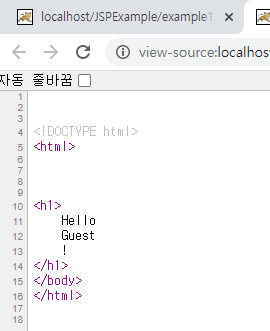 localhost/JSPExample/example1
view-source:localhos
자동 줄바꿈
1
2
3
4 <!DOCTYPE html>
5 <html>
6
7
8
9
10 <h1>
11 Hello
12 Guest
13 !
14 </h1>
15 </body>
16 </html>
17
18